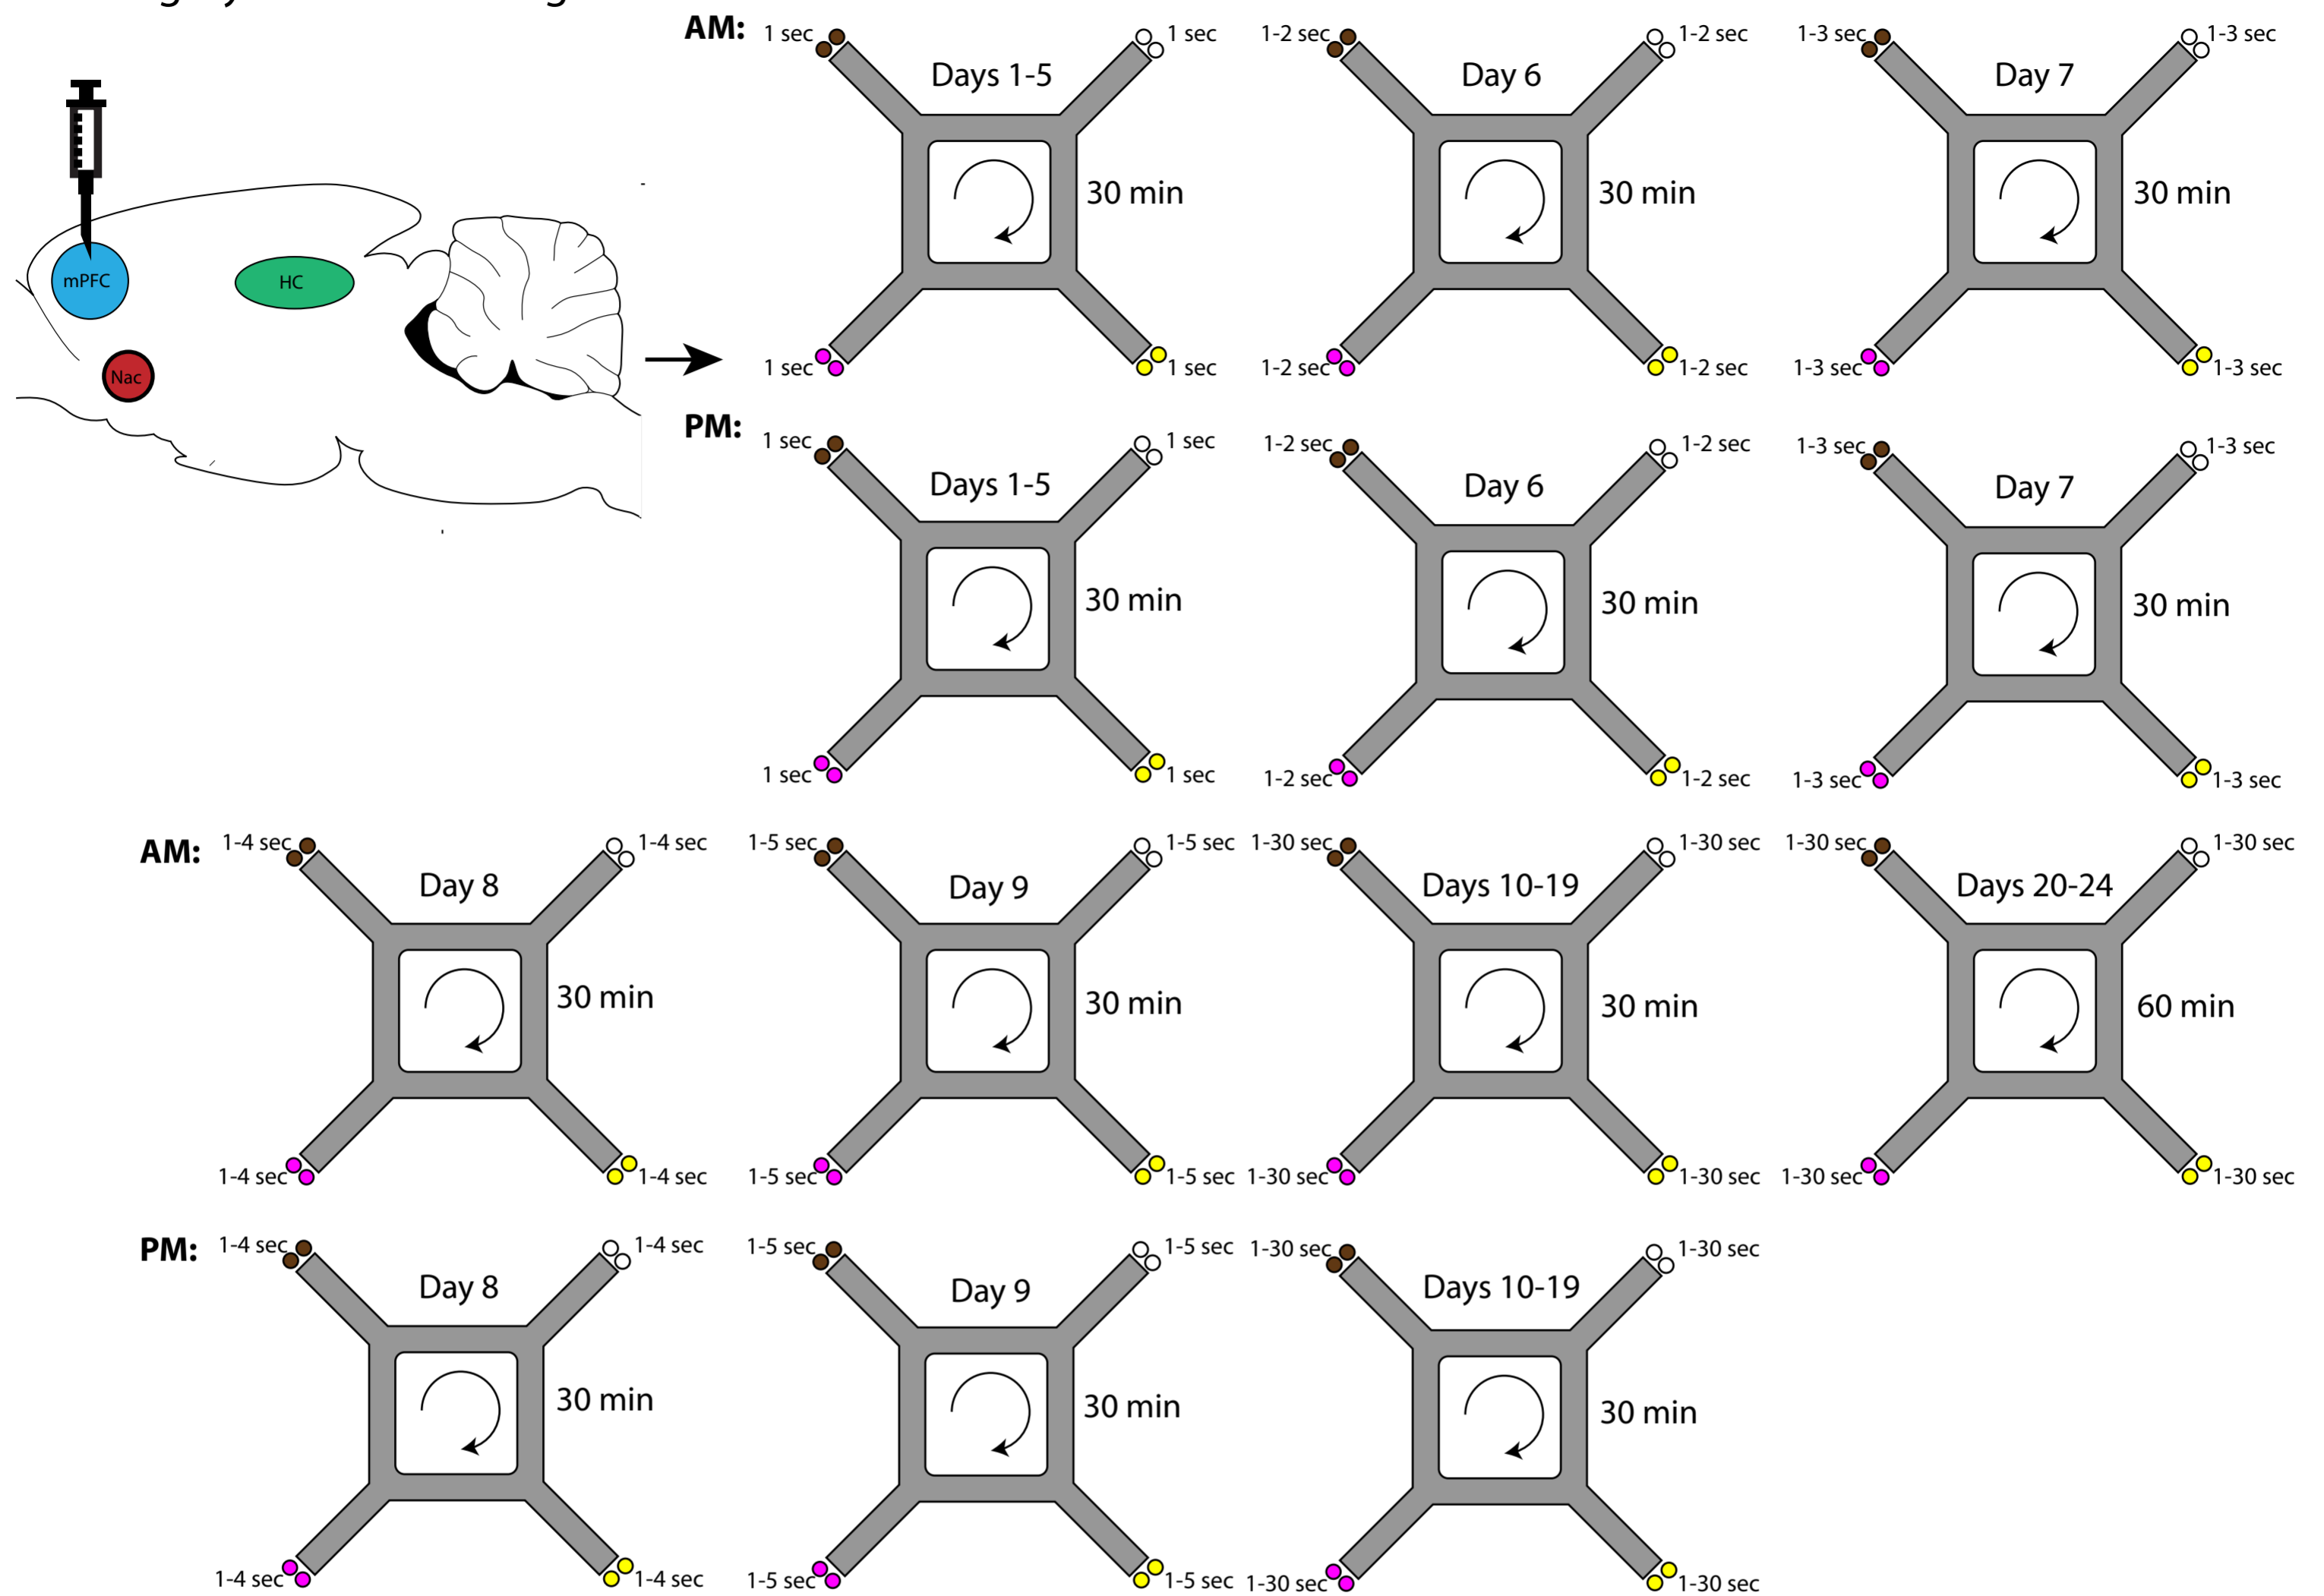 AM:
1 sec 1 sec 1-2 sec 1-2 sec 1-3 sec 1-3 sec
Days 1-5 Day 6 Day 7
30 min 30 min 30 min
mPFC HC
Nac
1 sec 1 sec 1-2 sec 1-2 sec 1-3 sec 1-3 sec
PM:
1 sec 1 sec 1-2 sec 1-2 sec 1-3 sec 1-3 sec
Days 1-5 Day 6 Day 7
30 min 30 min 30 min
1 sec 1 sec 1-2 sec 1-2 sec 1-3 sec 1-3 sec
AM:
1-4 sec 1-4 sec 1-5 sec 1-5 sec 1-30 sec 1-30 sec 1-30 sec 1-30 sec
Day 8 Day 9 Days 10-19 Days 20-24
30 min 30 min 30 min 60 min
1-4 sec 1-4 sec 1-5 sec 1-5 sec 1-30 sec 1-30 sec 1-30 sec 1-30 sec
PM:
1-4 sec 1-4 sec 1-5 sec 1-5 sec 1-30 sec 1-30 sec
Day 8 Day 9 Days 10-19
30 min 30 min 30 min
1-4 sec 1-4 sec 1-5 sec 1-5 sec 1-30 sec 1-30 sec